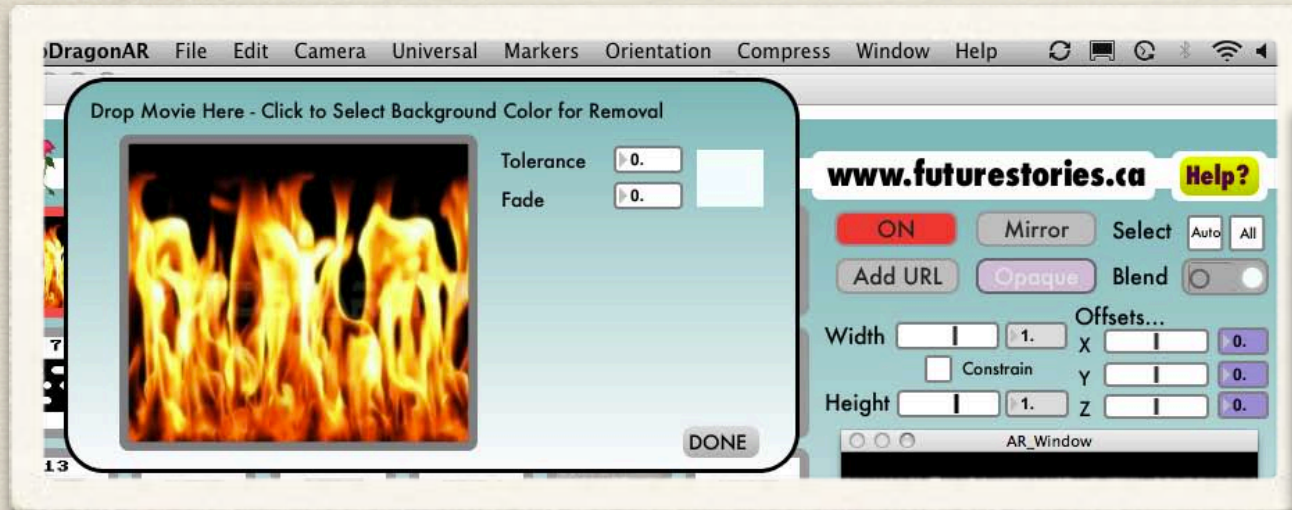 DragonAR File Edit Camera Universal Markers Orientation Compress Window Help
Drop Movie Here - Click to Select Background Color for Removal
Tolerance 0.
Fade 0.
DONE
www.futurestories.ca Help?
ON Mirror Select Auto All
Add URL Opaque Blend
Offsets...
Width 1. X 0.
Constrain Y 0.
Height 1. Z 0.
AR_Window
7
13